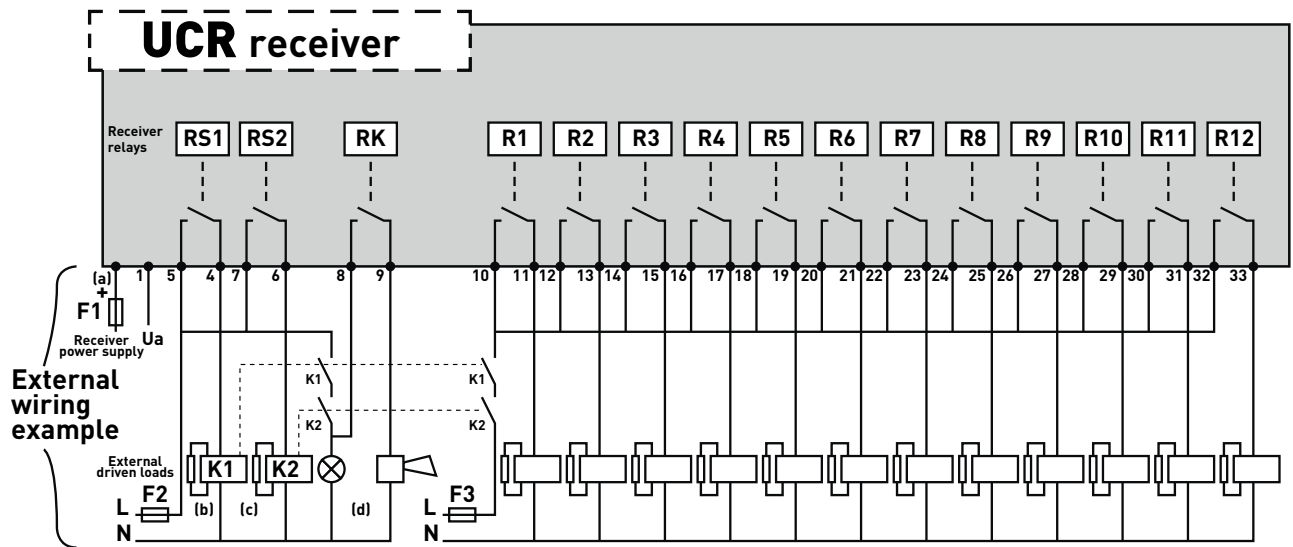 UCR receiver
Receiver relays
RS1 RS2 RK R1 R2 R3 R4 R5 R6 R7 R8 R9 R10 R11 R12
(a) 1 5 4 7 6 8 9 10 11 12 13 14 15 16 17 18 19 20 21 22 23 24 25 26 27 28 29 30 31 32 33
+
F1
Receiver power supply
Ua
External
wiring
example
K1 K1
K2 K2
External driven loads
K1 K2
F2 (b) (c) (d) F3
L L
N N